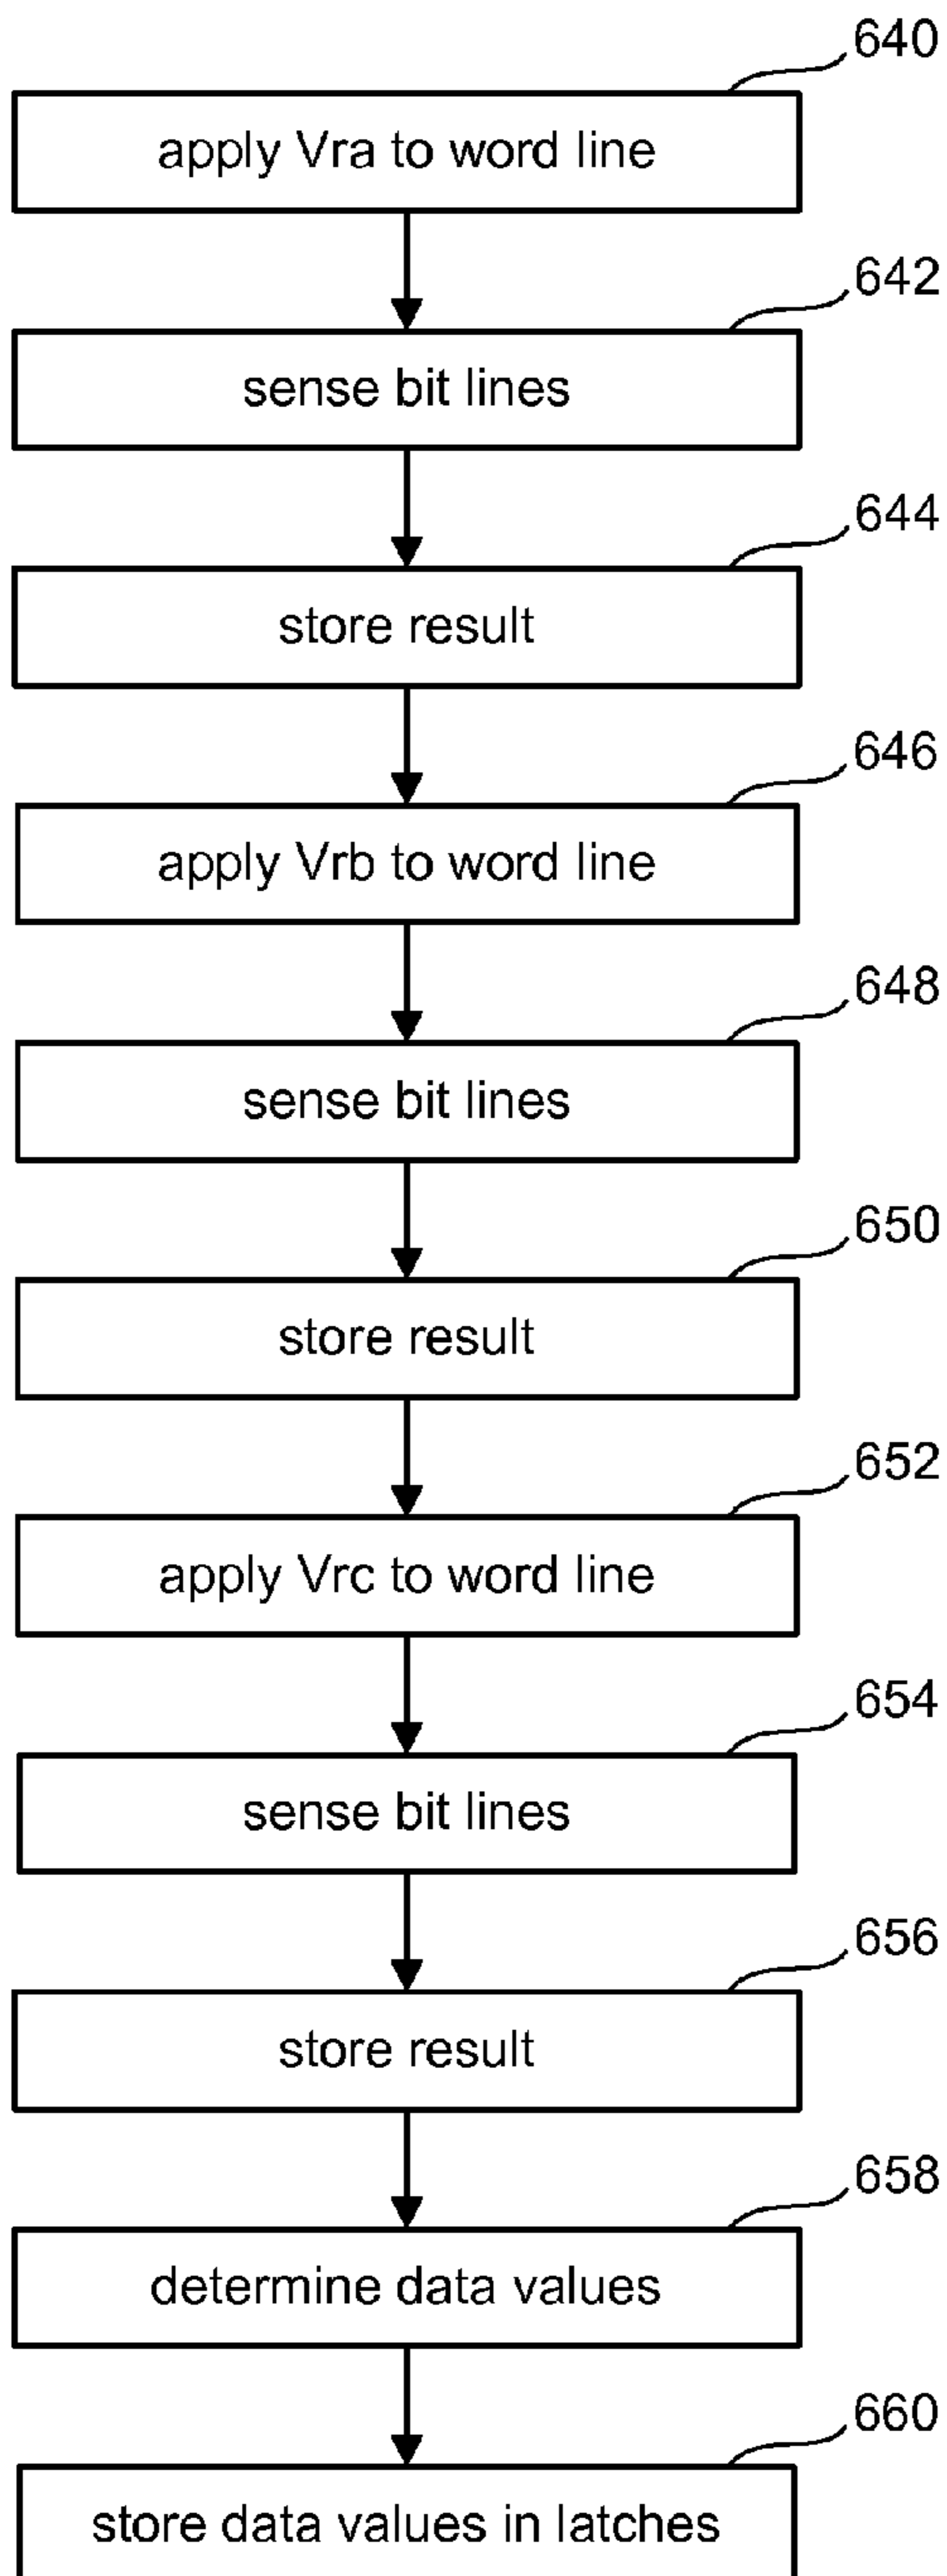 640
apply Vra to word line
642
sense bit lines
644
store result
646
apply Vrb to word line
648
sense bit lines
650
store result
652
apply Vrc to word line
654
sense bit lines
656
store result
658
determine data values
660
store data values in latches